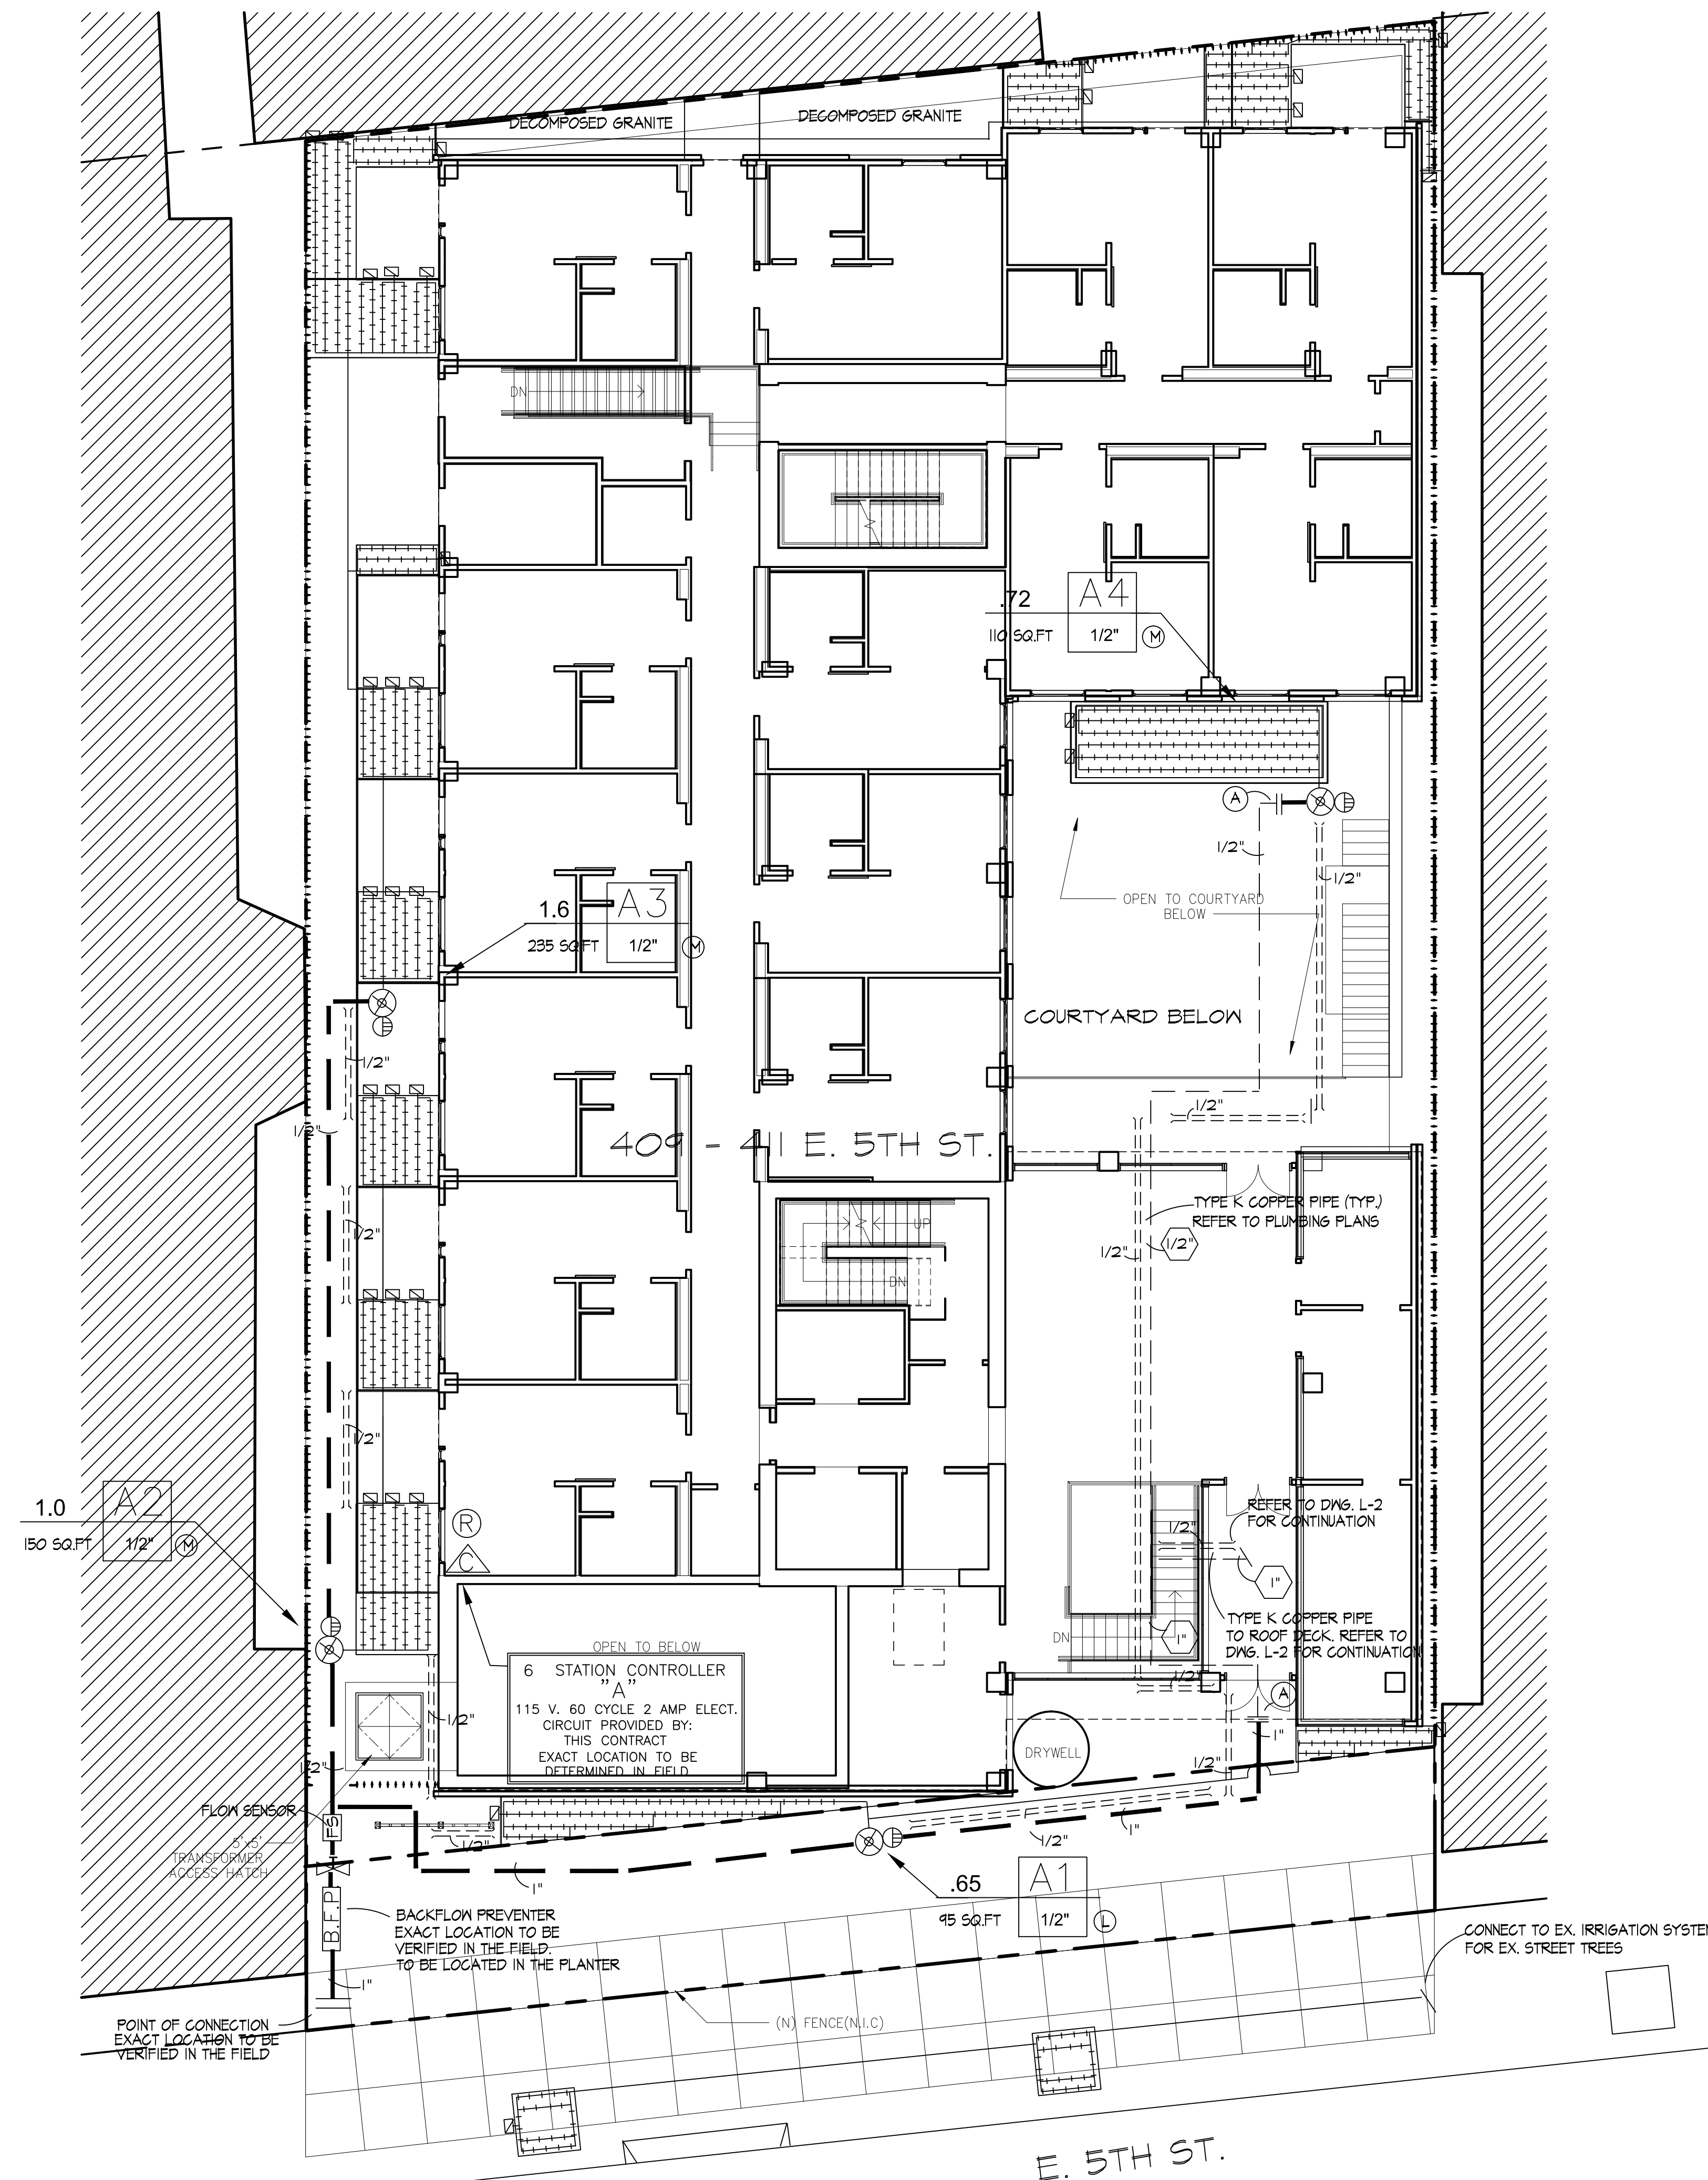 DECOMPOSED GRANITE
DECOMPOSED GRANITE
DN
.72
A4
110 SQ.FT
1/2"
M
A
1/2"
1/2"
OPEN TO COURTYARD
BELOW
1.6
A3
235 SQ.FT
1/2"
M
COURTYARD BELOW
1/2"
1/2"
1/2"
409 - 411 E. 5TH ST.
TYPE K COPPER PIPE (TYP.)
REFER TO PLUMBING PLANS
1/2"
1/2"
1/2"
UP
DN
1/2"
1.0
A2
150 SQ.FT
1/2"
M
R
C
REFER TO DWG. L-2
FOR CONTINUATION
1/2"
1"
TYPE K COPPER PIPE
TO ROOF DECK. REFER TO
DWG. L-2 FOR CONTINUATION
DN
1"
1/2"
A
OPEN TO BELOW
6 STATION CONTROLLER
"A"
115 V. 60 CYCLE 2 AMP ELECT.
CIRCUIT PROVIDED BY:
THIS CONTRACT
EXACT LOCATION TO BE
DETERMINED IN FIELD
1/2"
1/2"
DRYWELL
1"
1/2"
FLOW SENSOR
FS
5'x5'
TRANSFORMER
ACCESS HATCH
1/2"
1/2"
1"
1"
.65
A1
95 SQ.FT
1/2"
L
B.F.P.
BACKFLOW PREVENTER
EXACT LOCATION TO BE
VERIFIED IN THE FIELD.
TO BE LOCATED IN THE PLANTER
1"
CONNECT TO EX. IRRIGATION SYSTEM
FOR EX. STREET TREES
POINT OF CONNECTION
EXACT LOCATION TO BE
VERIFIED IN THE FIELD
(N) FENCE(N.I.C)
E. 5TH ST.